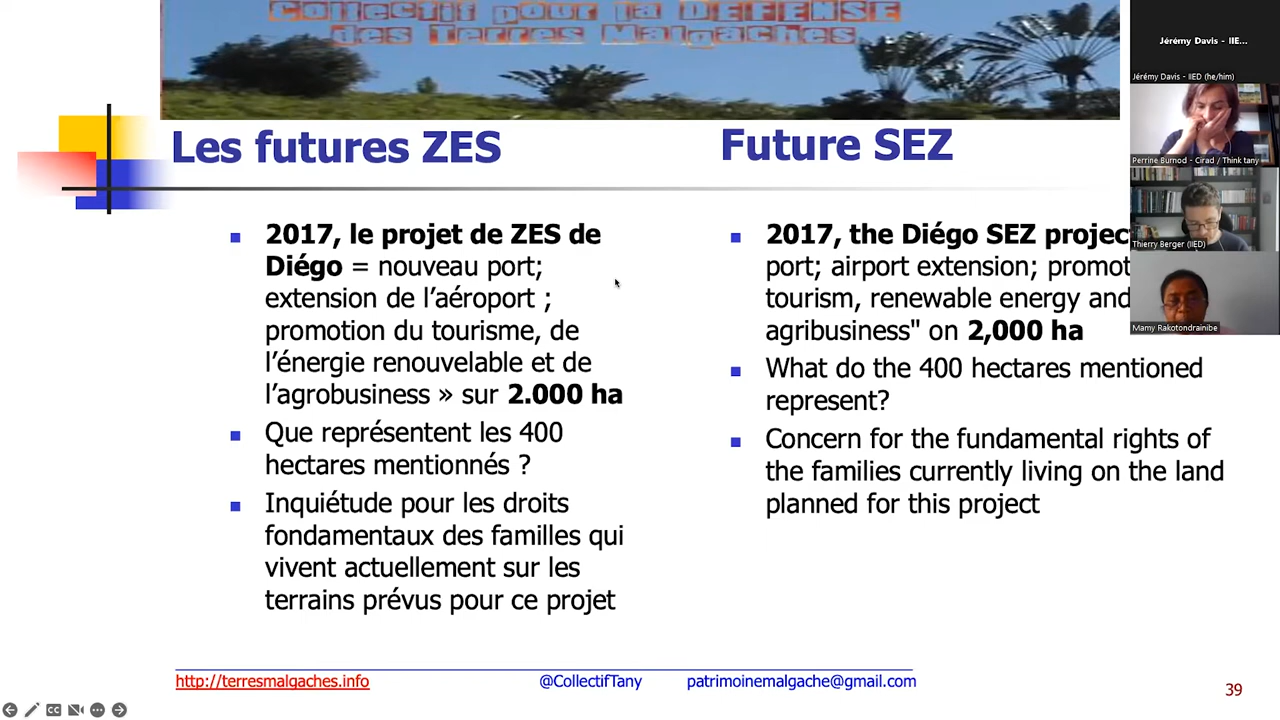 Collectif pour la DEFENSE
des Terres Malgaches
Les futures ZES
2017, le projet de ZES de
Diégo = nouveau port;
extension de l'aéroport ;
promotion du tourisme, de
l'énergie renouvelable et de
l'agrobusiness » sur 2.000 ha
Que représentent les 400
hectares mentionnés ?
Inquiétude pour les droits
fondamentaux des familles qui
vivent actuellement sur les
terrains prévus pour ce projet
Future SEZ
2017, the Diégo SEZ project
port; airport extension; promot
tourism, renewable energy and
agribusiness" on 2,000 ha
What do the 400 hectares mentioned
represent?
Concern for the fundamental rights of
the families currently living on the land
planned for this project
http://terresmalgaches.info
@CollectifTany
patrimoinemalgache@gmail.com
39
Jérémy Davis - IIE...
Jérémy Davis - IIED (he/him)
Perrine Burnod - Cirad / Think tany
Thierry Berger (IIED)
Mamy Rakotondrainibe
CC